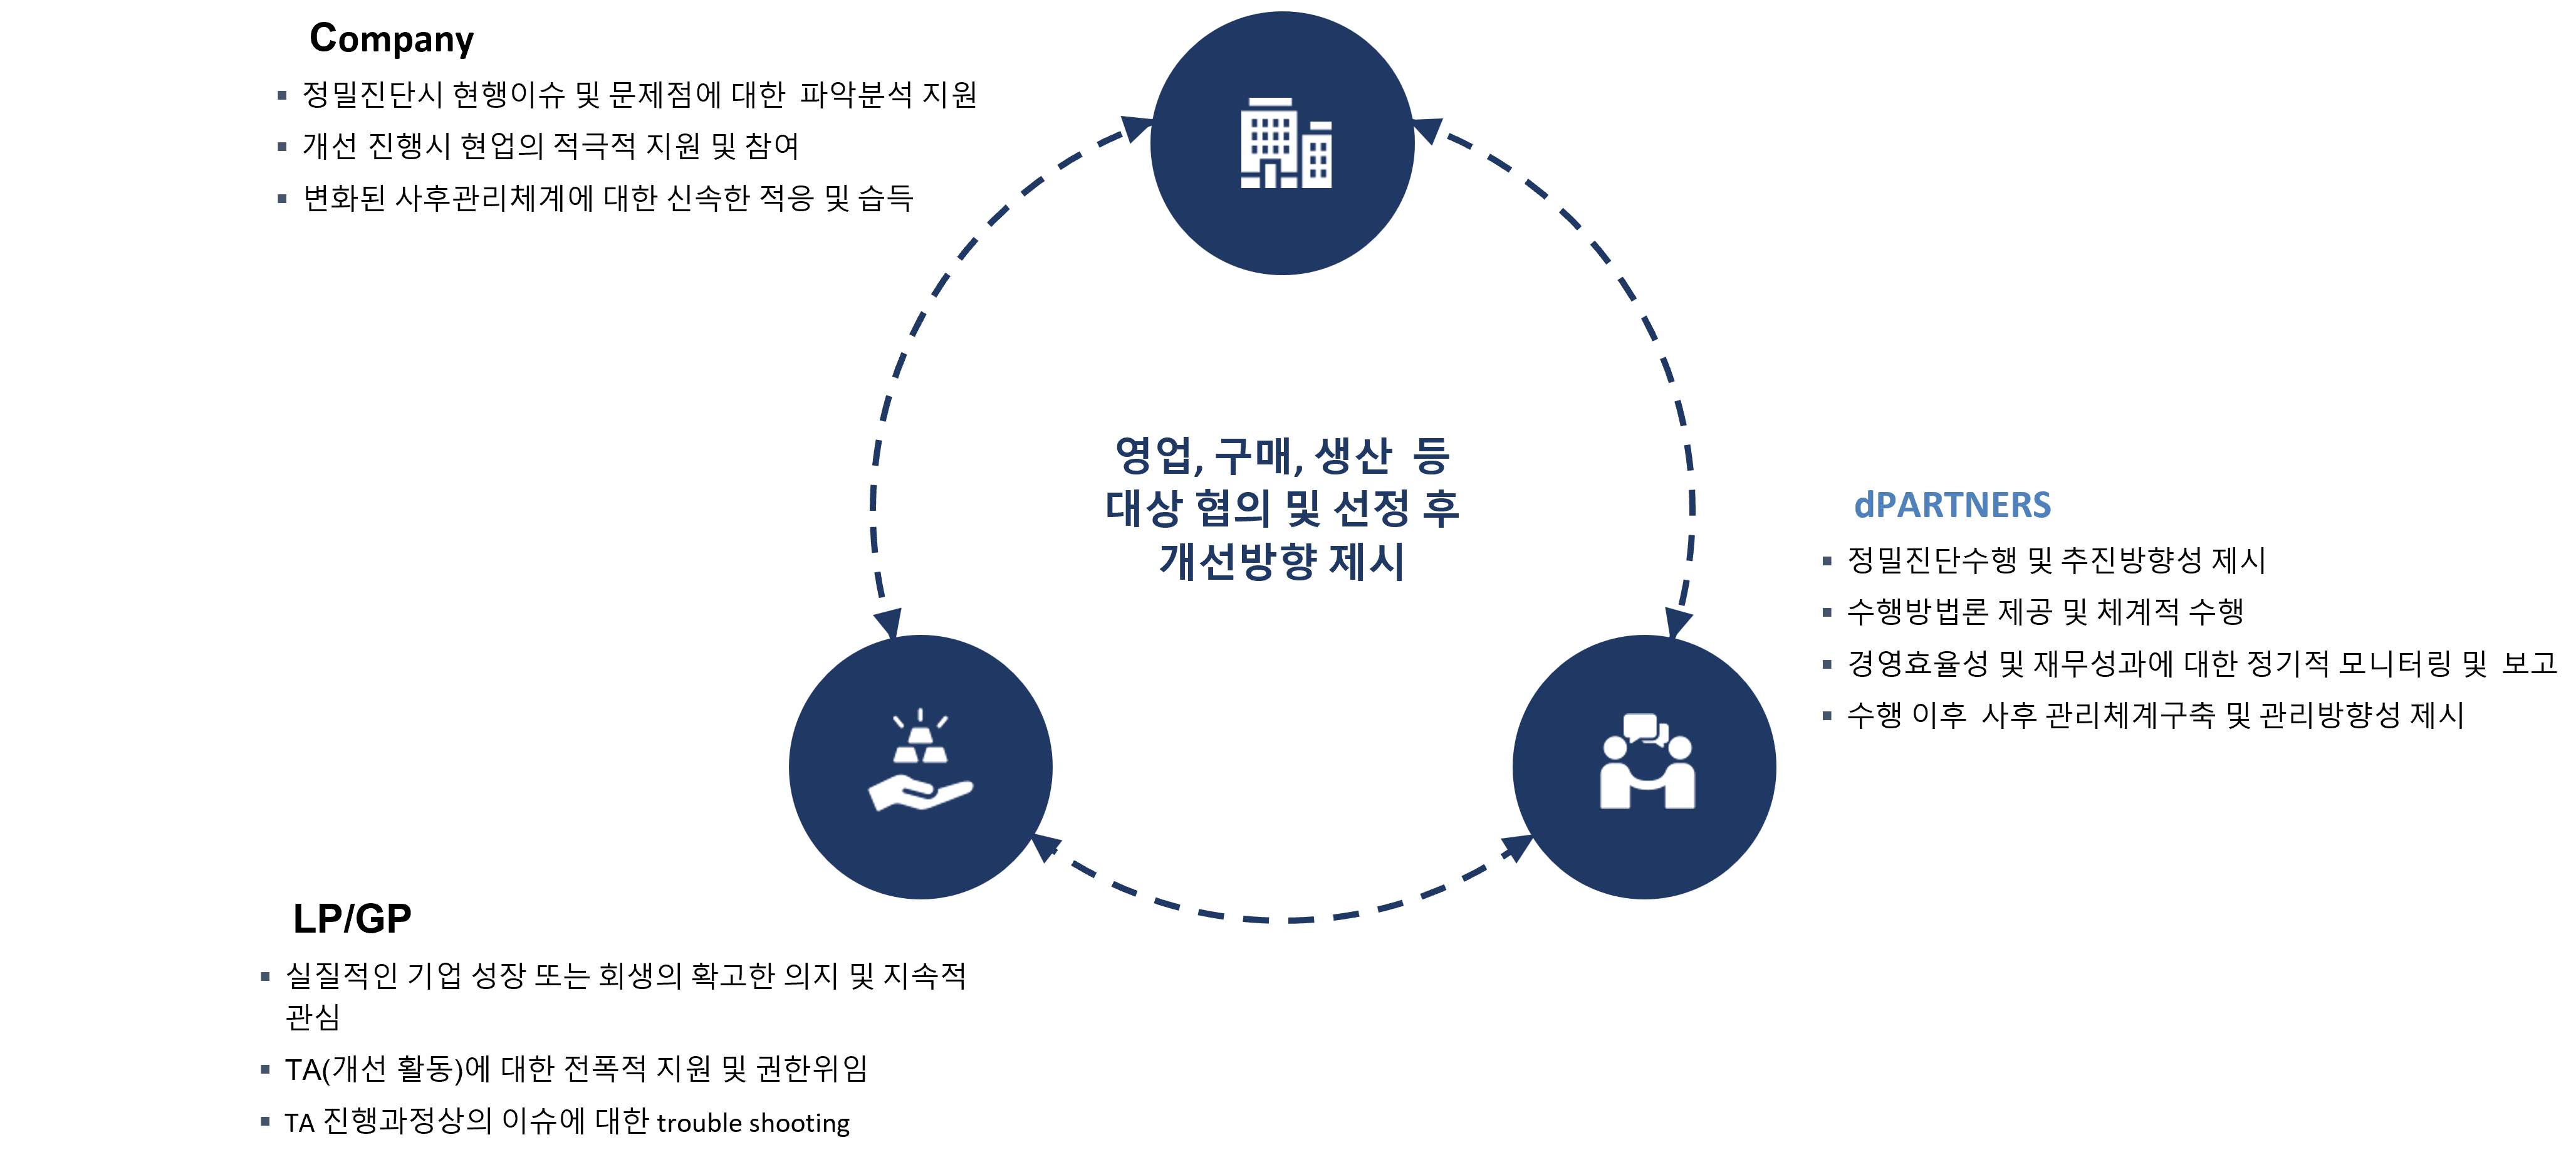 Company
▪ 정밀진단시 현행이슈 및 문제점에 대한 파악분석 지원
▪ 개선 진행시 현업의 적극적 지원 및 참여
▪ 변화된 사후관리체계에 대한 신속한 적응 및 습득
영업, 구매, 생산 등
대상 협의 및 선정 후
개선방향 제시
dPARTNERS
▪ 정밀진단수행 및 추진방향성 제시
▪ 수행방법론 제공 및 체계적 수행
▪ 경영효율성 및 재무성과에 대한 정기적 모니터링 및 보고
▪ 수행 이후 사후 관리체계구축 및 관리방향성 제시
LP/GP
▪ 실질적인 기업 성장 또는 회생의 확고한 의지 및 지속적
관심
▪ TA(개선 활동)에 대한 전폭적 지원 및 권한위임
▪ TA 진행과정상의 이슈에 대한 trouble shooting